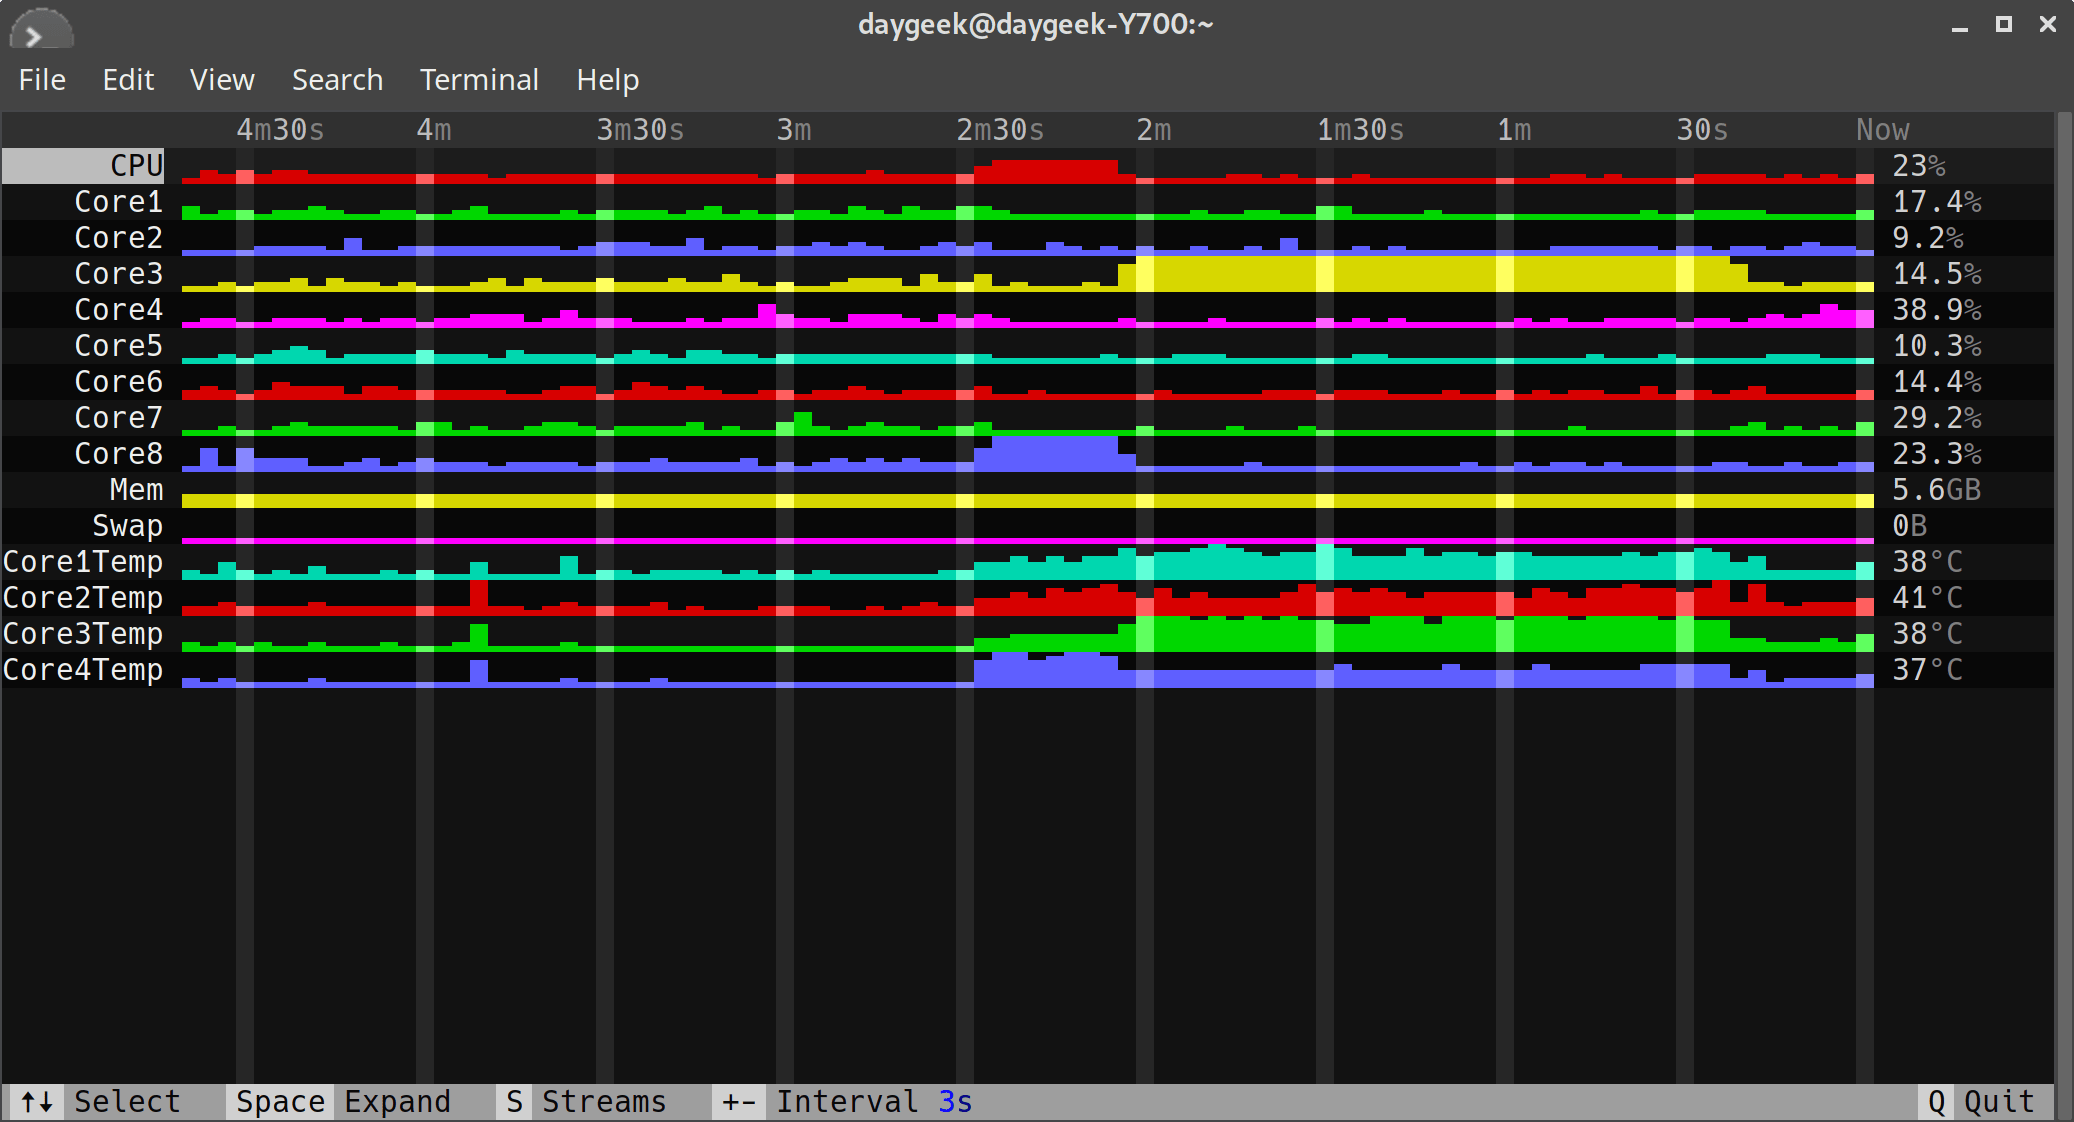 daygeek@daygeek-Y700:~
File Edit View Search Terminal Help
4m30s 4m 3m30s 3m 2m30s 2m 1m30s 1m 30s Now
CPU 23%
Core1 17.4%
Core2 9.2%
Core3 14.5%
Core4 38.9%
Core5 10.3%
Core6 14.4%
Core7 29.2%
Core8 23.3%
Mem 5.6GB
Swap 0B
Core1Temp 38°C
Core2Temp 41°C
Core3Temp 38°C
Core4Temp 37°C
↑↓ Select Space Expand S Streams +- Interval 3s Q Quit